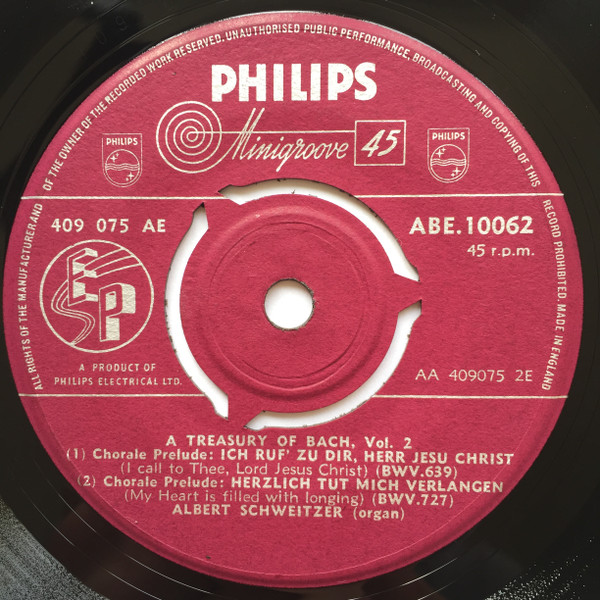 ALL RIGHTS OF THE MANUFACTURER AND OF THE OWNER OF THE RECORDED WORK RESERVED. UNAUTHORISED PUBLIC PERFORMANCE, BROADCASTING AND COPYING OF THIS RECORD PROHIBITED. MADE IN ENGLAND
PHILIPS
Minigroove 45
PHILIPS
PHILIPS
409 075 AE
ABE.10062
45 r.p.m.
EP
A PRODUCT OF
PHILIPS ELECTRICAL LTD.
AA 409075 2E
A TREASURY OF BACH, Vol. 2
(1) Chorale Prelude: ICH RUF' ZU DIR, HERR JESU CHRIST
(I call to Thee, Lord Jesus Christ) (BWV.639)
(2) Chorale Prelude: HERZLICH TUT MICH VERLANGEN
(My Heart is filled with longing) (BWV.727)
ALBERT SCHWEITZER (organ)